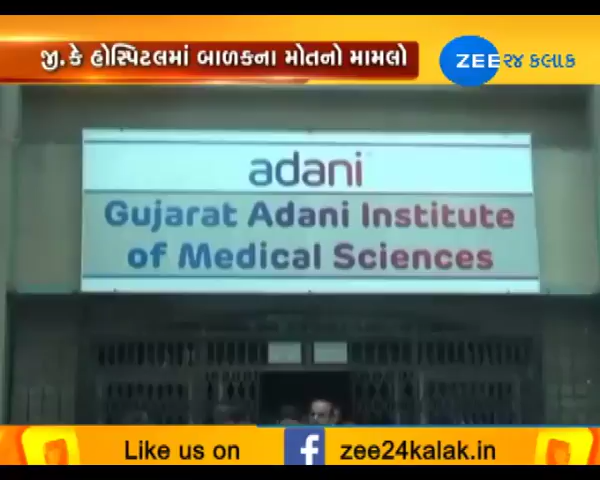 જી. કે હોસ્પિટલમાં બાળકના મોતનો મામલો
ZEE ૨૪ કલાક
adani
Gujarat Adani Institute
of Medical Sciences
Like us on f zee24kalak.in